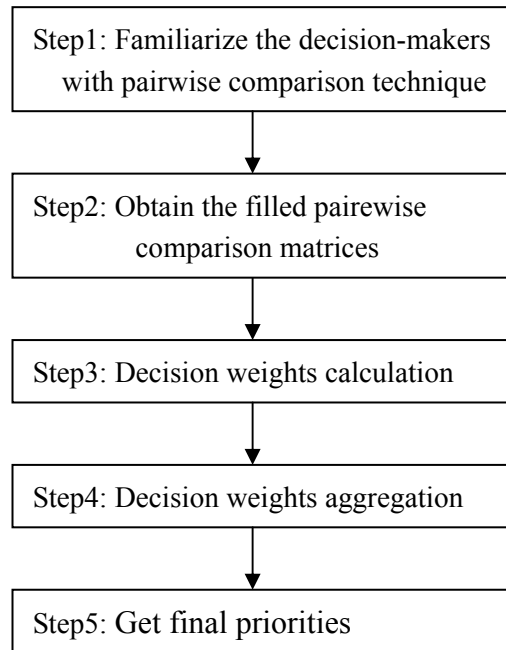 Step1: Familiarize the decision-makers
with pairwise comparison technique
Step2: Obtain the filled pairewise
comparison matrices
Step3: Decision weights calculation
Step4: Decision weights aggregation
Step5: Get final priorities